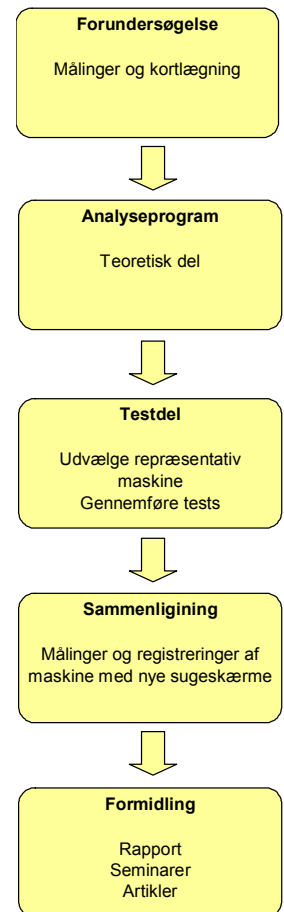 Forundersøgelse
Målinger og kortlægning
Analyseprogram
Teoretisk del
Testdel
Udvælge repræsentativ
maskine
Gennemføre tests
Sammenligining
Målinger og registreringer af
maskine med nye sugeskærme
Formidling
Rapport
Seminarer
Artikler